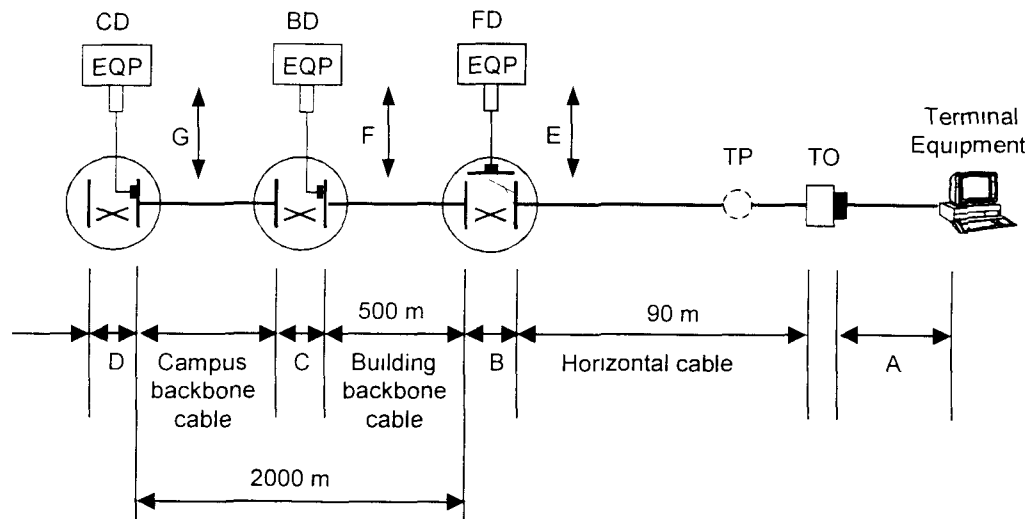 CD
BD
FD
EQP
EQP
EQP
G
F
E
TP
TO
Terminal
Equipment
500 m
90 m
D
Campus
backbone
cable
C
Building
backbone
cable
B
Horizontal cable
A
2000 m